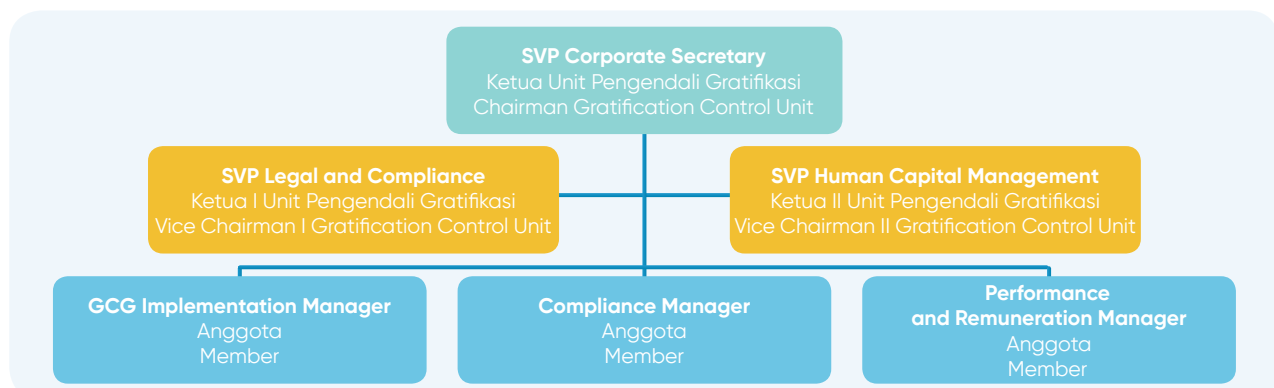 SVP Corporate Secretary
Ketua Unit Pengendali Gratifikasi
Chairman Gratification Control Unit
SVP Legal and Compliance
Ketua I Unit Pengendali Gratifikasi
Vice Chairman I Gratification Control Unit
SVP Human Capital Management
Ketua II Unit Pengendali Gratifikasi
Vice Chairman II Gratification Control Unit
GCG Implementation Manager
Anggota
Member
Compliance Manager
Anggota
Member
Performance
and Remuneration Manager
Anggota
Member